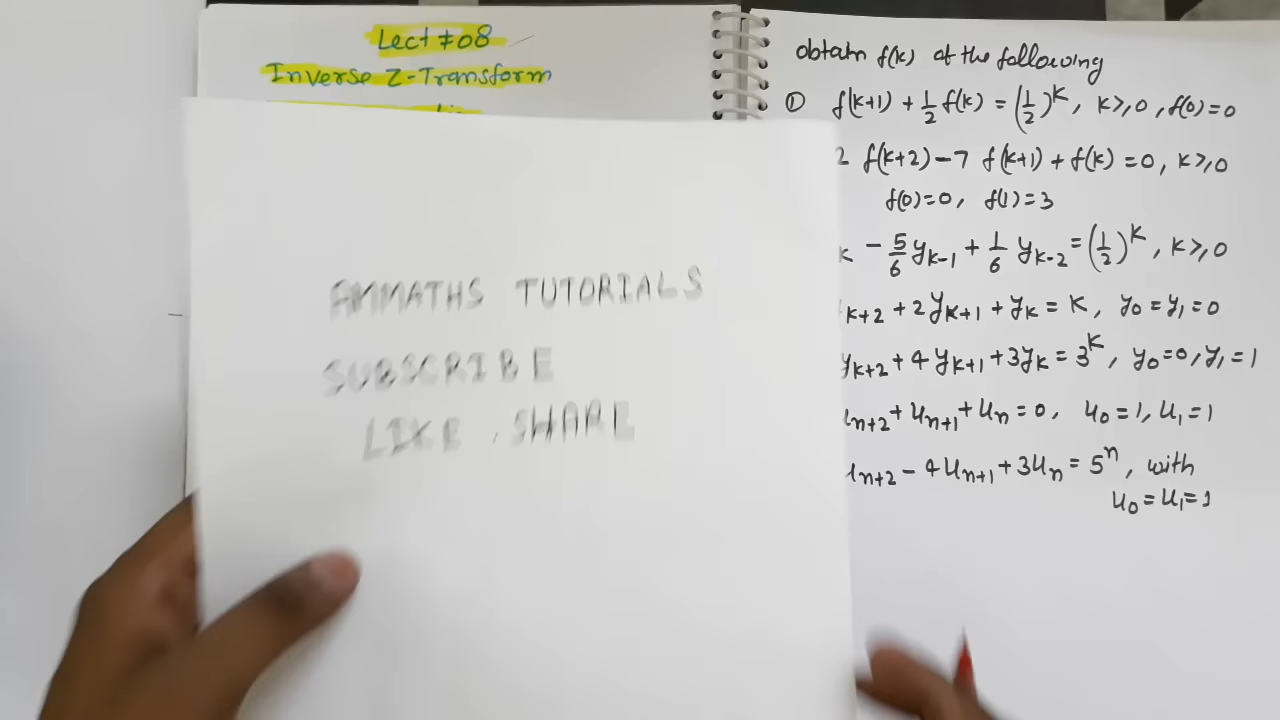 Lect #08
Inverse Z-Transform
AMMATHS TUTORIALS
SUBSCRIBE
LIKE , SHARE
obtain f(k) of the following
① f(k+1) + 1/2 f(k) = (1/2)^k, k≥0, f(0)=0
2 f(k+2) - 7 f(k+1) + f(k) = 0, k≥0
f(0)=0, f(1)=3
k - 5/6 y_{k-1} + 1/6 y_{k-2} = (1/2)^k, k≥0
k+2 + 2y_{k+1} + y_k = k, y_0 = y_1 = 0
y_{k+2} + 4y_{k+1} + 3y_k = 3^k, y_0=0, y_1=1
u_{n+2} + u_{n+1} + u_n = 0, u_0=1, u_1=1
u_{n+2} - 4u_{n+1} + 3u_n = 5^n, with
u_0 = u_1 = 1